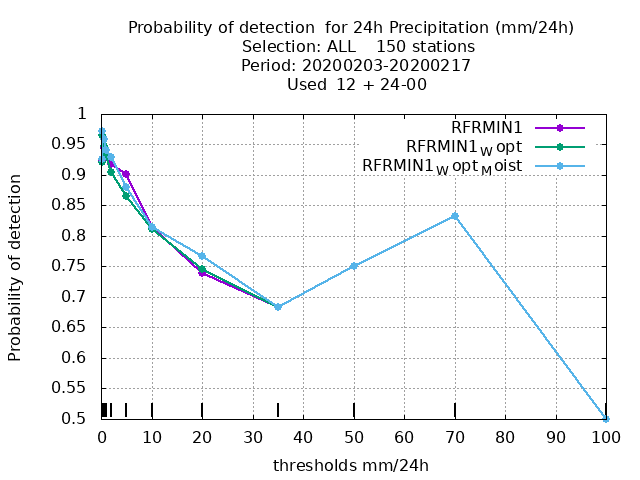 Probability of detection  for 24h Precipitation (mm/24h)
Selection: ALL    150 stations
Period: 20200203-20200217
Used  12 + 24-00
RFRMIN1
RFRMIN1W opt
RFRMIN1W opt Moist
Probability of detection
1
0.95
0.9
0.85
0.8
0.75
0.7
0.65
0.6
0.55
0.5
0 10 20 30 40 50 60 70 80 90 100
thresholds mm/24h